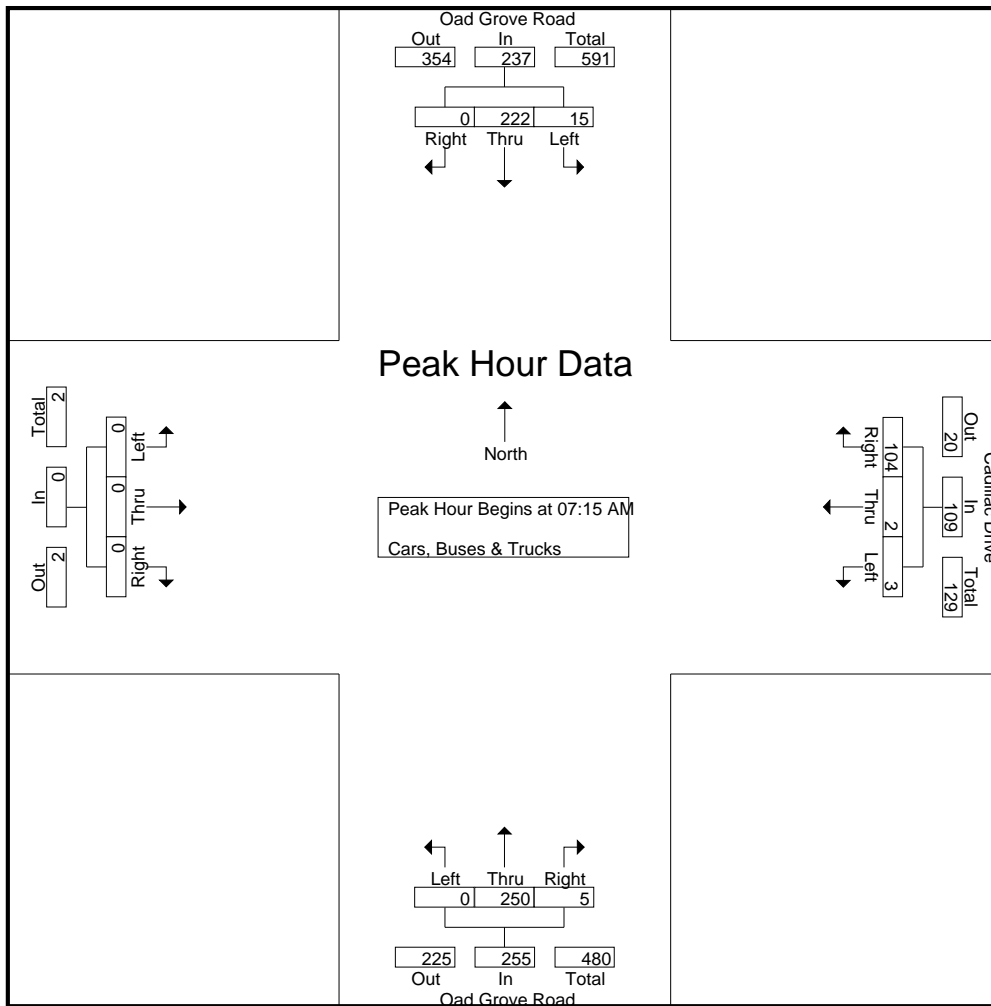 Oad Grove Road
Out In Total
354 237 591
0 222 15
Right Thru Left
Peak Hour Data
North
Peak Hour Begins at 07:15 AM
Cars, Buses & Trucks
Total In Out
2 0 2
0 0 0
Left Thru Right
Cadillac Drive
Out In Total
20 109 129
104 2 3
Right Thru Left
Left Thru Right
0 250 5
225 255 480
Out In Total
Oad Grove Road